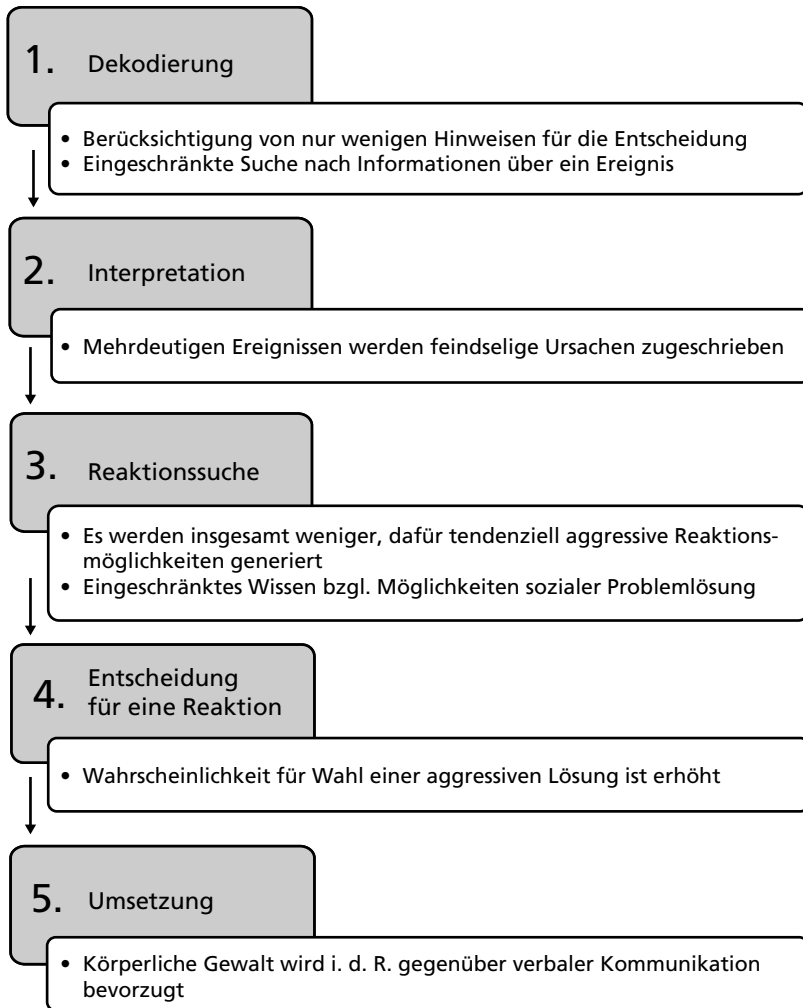 1. Dekodierung
• Berücksichtigung von nur wenigen Hinweisen für die Entscheidung
• Eingeschränkte Suche nach Informationen über ein Ereignis
2. Interpretation
• Mehrdeutigen Ereignissen werden feindselige Ursachen zugeschrieben
3. Reaktionssuche
• Es werden insgesamt weniger, dafür tendenziell aggressive Reaktions-
möglichkeiten generiert
• Eingeschränktes Wissen bzgl. Möglichkeiten sozialer Problemlösung
4. Entscheidung
für eine Reaktion
• Wahrscheinlichkeit für Wahl einer aggressiven Lösung ist erhöht
5. Umsetzung
• Körperliche Gewalt wird i. d. R. gegenüber verbaler Kommunikation
bevorzugt